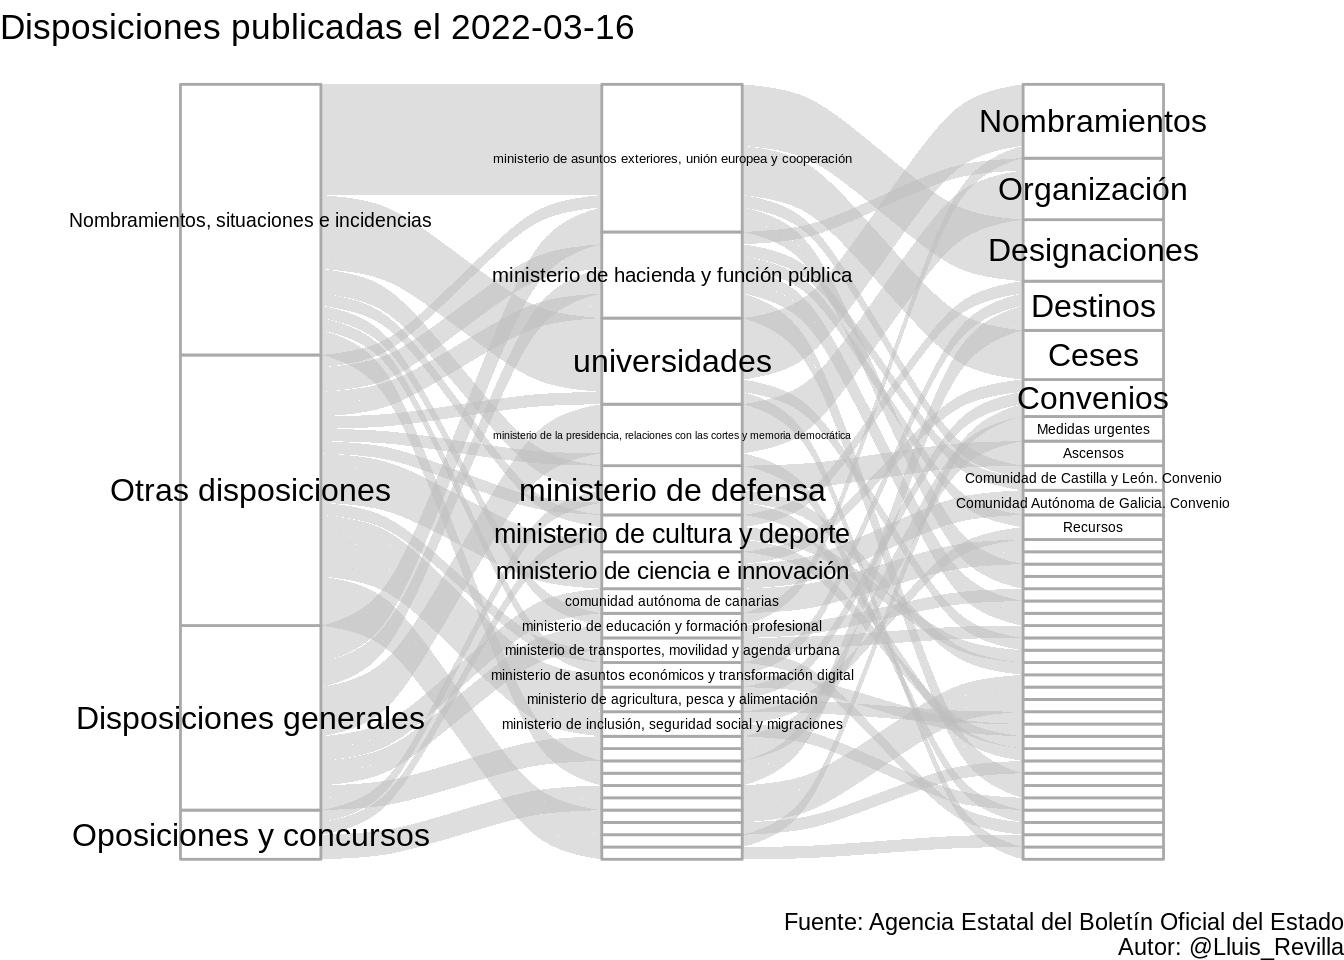 Disposiciones publicadas el 2022-03-16
Nombramientos, situaciones e incidencias
Otras disposiciones
Disposiciones generales
Oposiciones y concursos
ministerio de asuntos exteriores, unión europea y cooperación
ministerio de hacienda y función pública
universidades
ministerio de la presidencia, relaciones con las cortes y memoria democrática
ministerio de defensa
ministerio de cultura y deporte
ministerio de ciencia e innovación
comunidad autónoma de canarias
ministerio de educación y formación profesional
ministerio de transportes, movilidad y agenda urbana
ministerio de asuntos económicos y transformación digital
ministerio de agricultura, pesca y alimentación
ministerio de inclusión, seguridad social y migraciones
Nombramientos
Organización
Designaciones
Destinos
Ceses
Convenios
Medidas urgentes
Ascensos
Comunidad de Castilla y León. Convenio
Comunidad Autónoma de Galicia. Convenio
Recursos
Fuente: Agencia Estatal del Boletín Oficial del Estado
Autor: @Lluis_Revilla